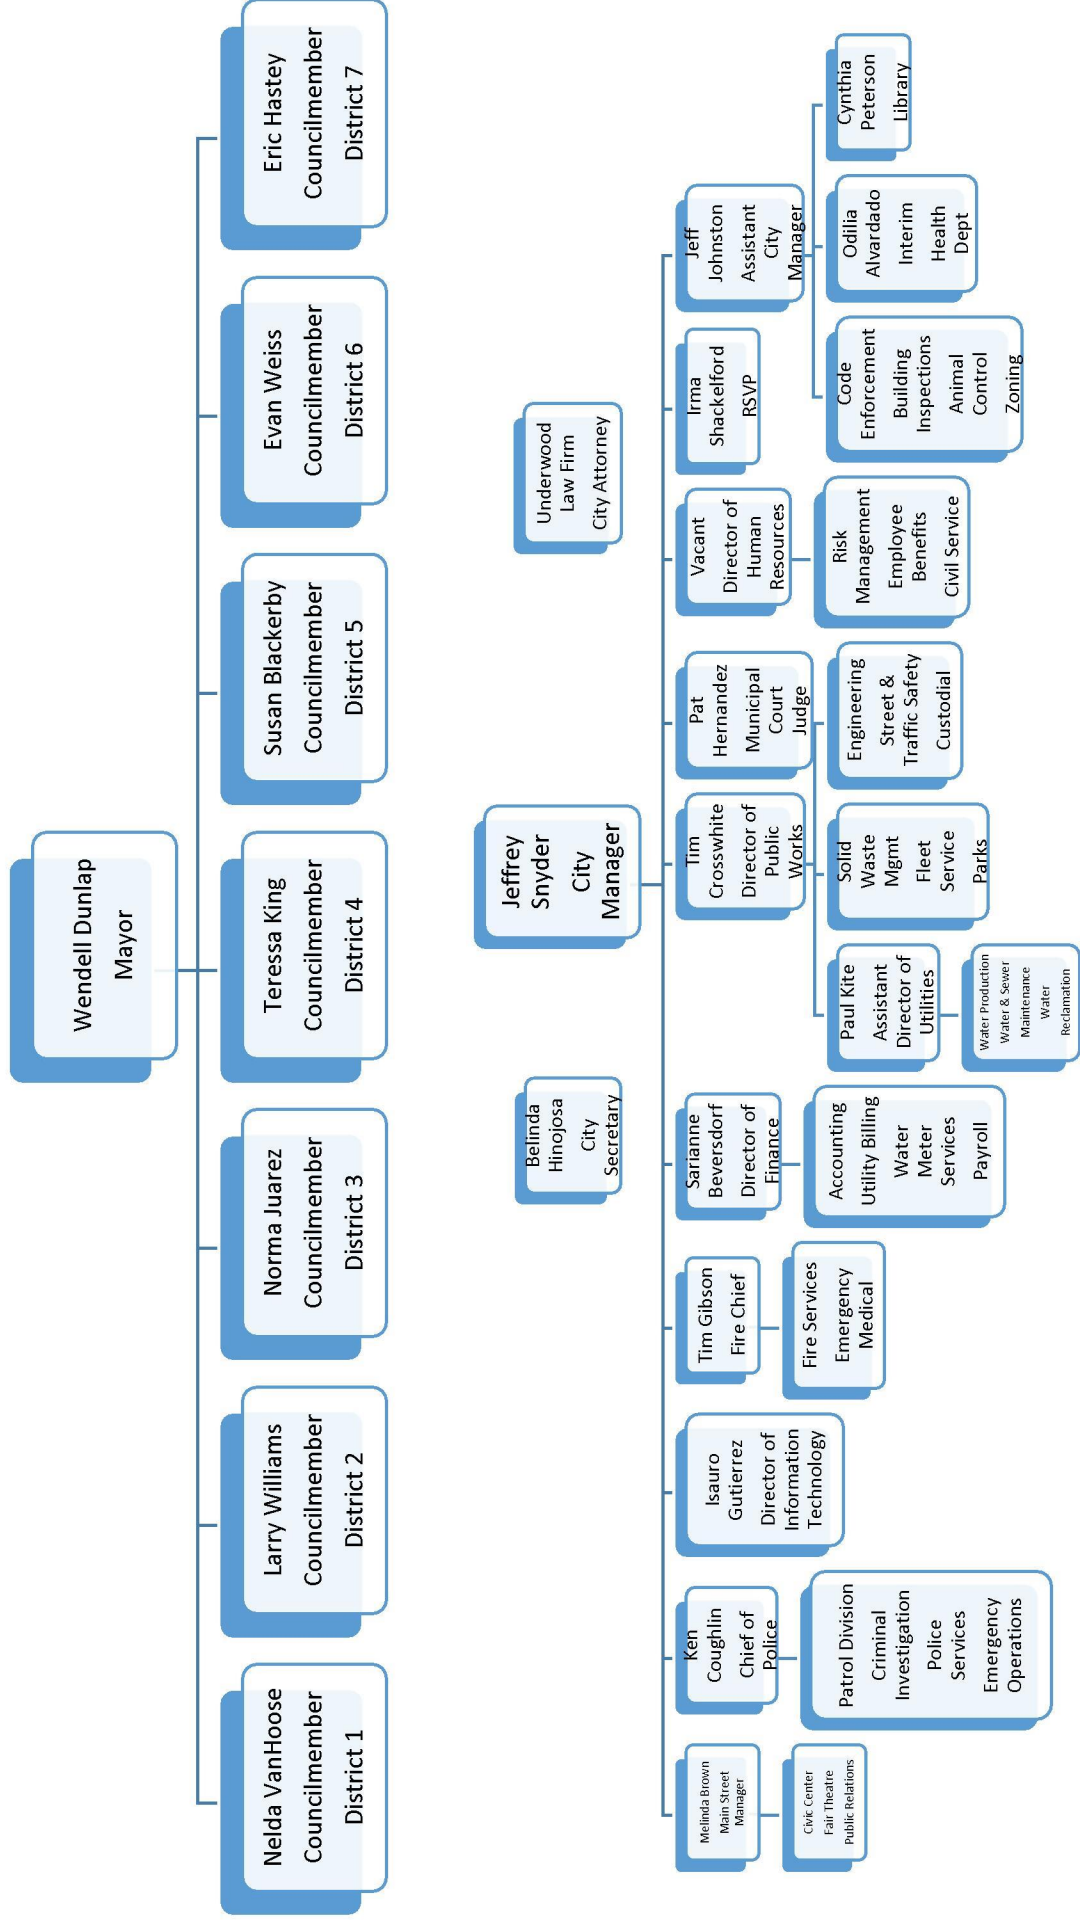 Wendell Dunlap
Mayor
Nelda VanHoose
Councilmember
District 1
Larry Williams
Councilmember
District 2
Norma Juarez
Councilmember
District 3
Teressa King
Councilmember
District 4
Susan Blackerby
Councilmember
District 5
Evan Weiss
Councilmember
District 6
Eric Hastey
Councilmember
District 7
Belinda
Hinojosa
City
Secretary
Jeffrey
Snyder
City
Manager
Underwood
Law Firm
City Attorney
Melinda Brown
Main Street
Manager
Civic Center
Fair Theatre
Public Relations
Ken
Coughlin
Chief of
Police
Patrol Division
Criminal
Investigation
Police
Services
Emergency
Operations
Isauro
Gutierrez
Director of
Information
Technology
Tim Gibson
Fire Chief
Fire Services
Emergency
Medical
Sarianne
Beversdorf
Director of
Finance
Accounting
Utility Billing
Water
Meter
Services
Payroll
Tim
Crosswhite
Director of
Public
Works
Paul Kite
Assistant
Director of
Utilities
Water Production
Water & Sewer
Maintenance
Water
Reclamation
Solid
Waste
Mgmt
Fleet
Service
Parks
Engineering
Street &
Traffic Safety
Custodial
Pat
Hernandez
Municipal
Court
Judge
Vacant
Director of
Human
Resources
Risk
Management
Employee
Benefits
Civil Service
Irma
Shackelford
RSVP
Jeff
Johnston
Assistant
City
Manager
Code
Enforcement
Building
Inspections
Animal
Control
Zoning
Odilia
Alvardado
Interim
Health
Dept
Cynthia
Peterson
Library